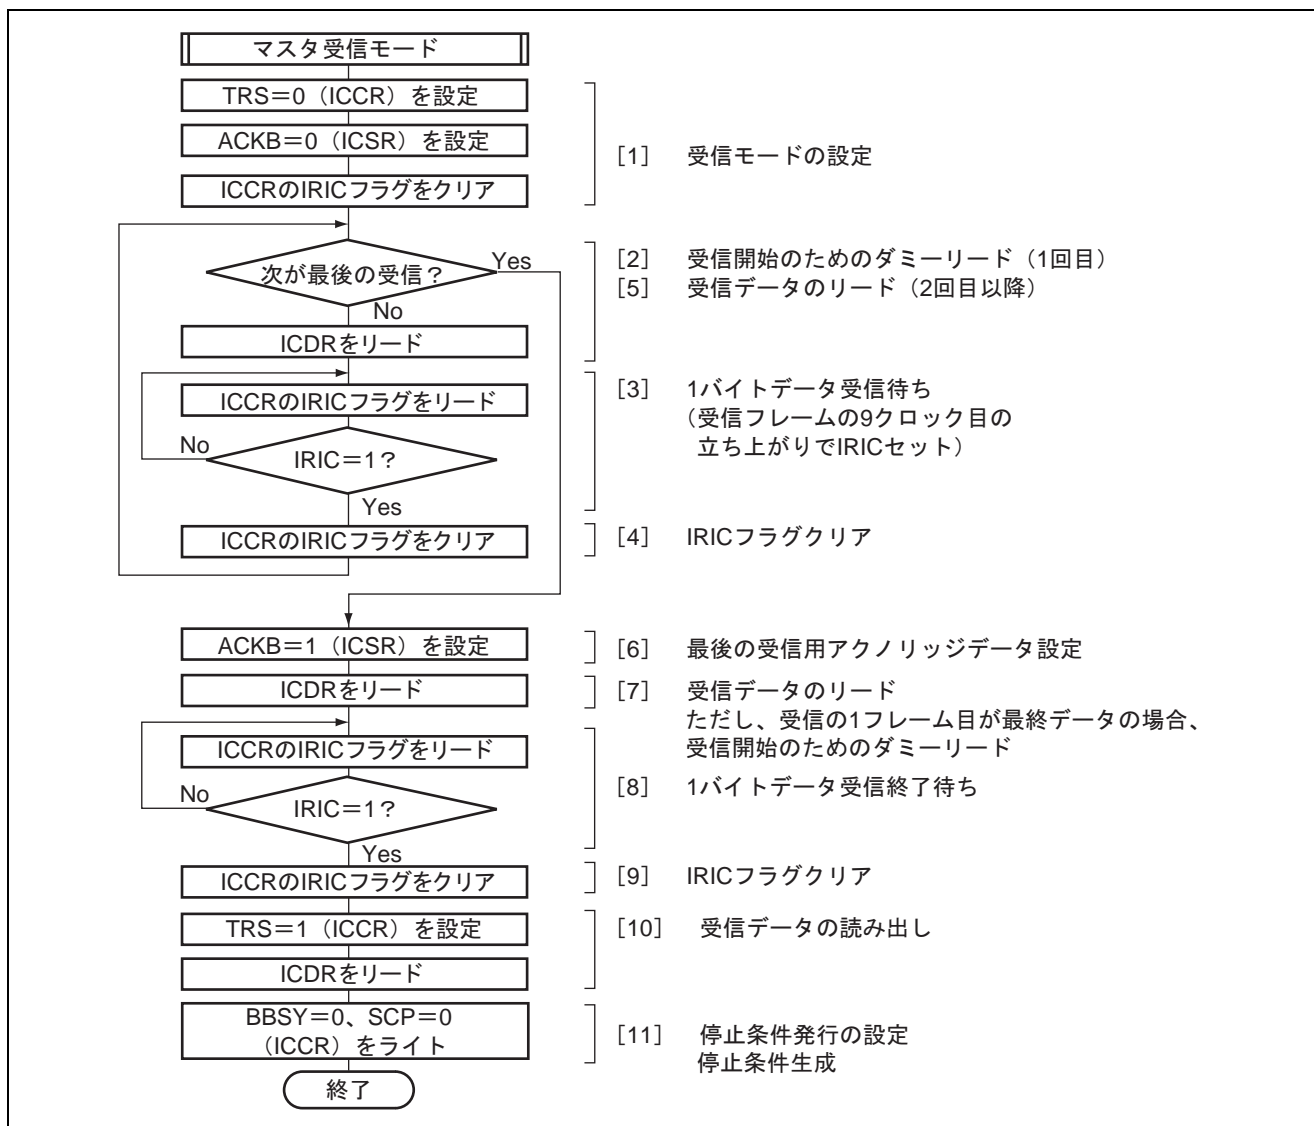 マスタ受信モード
TRS＝0（ICCR）を設定
ACKB＝0（ICSR）を設定
ICCRのIRICフラグをクリア
[1] 受信モードの設定
次が最後の受信？
Yes
No
ICDRをリード
[2] 受信開始のためのダミーリード（1回目）
[5] 受信データのリード（2回目以降）
ICCRのIRICフラグをリード
No
IRIC＝1？
Yes
[3] 1バイトデータ受信待ち
（受信フレームの9クロック目の
立ち上がりでIRICセット）
ICCRのIRICフラグをクリア
[4] IRICフラグクリア
ACKB＝1（ICSR）を設定
[6] 最後の受信用アクノリッジデータ設定
ICDRをリード
[7] 受信データのリード
ただし、受信の1フレーム目が最終データの場合、
受信開始のためのダミーリード
ICCRのIRICフラグをリード
No
IRIC＝1？
Yes
[8] 1バイトデータ受信終了待ち
ICCRのIRICフラグをクリア
[9] IRICフラグクリア
TRS＝1（ICCR）を設定
ICDRをリード
[10] 受信データの読み出し
BBSY＝0、SCP＝0
（ICCR）をライト
[11] 停止条件発行の設定
停止条件生成
終了